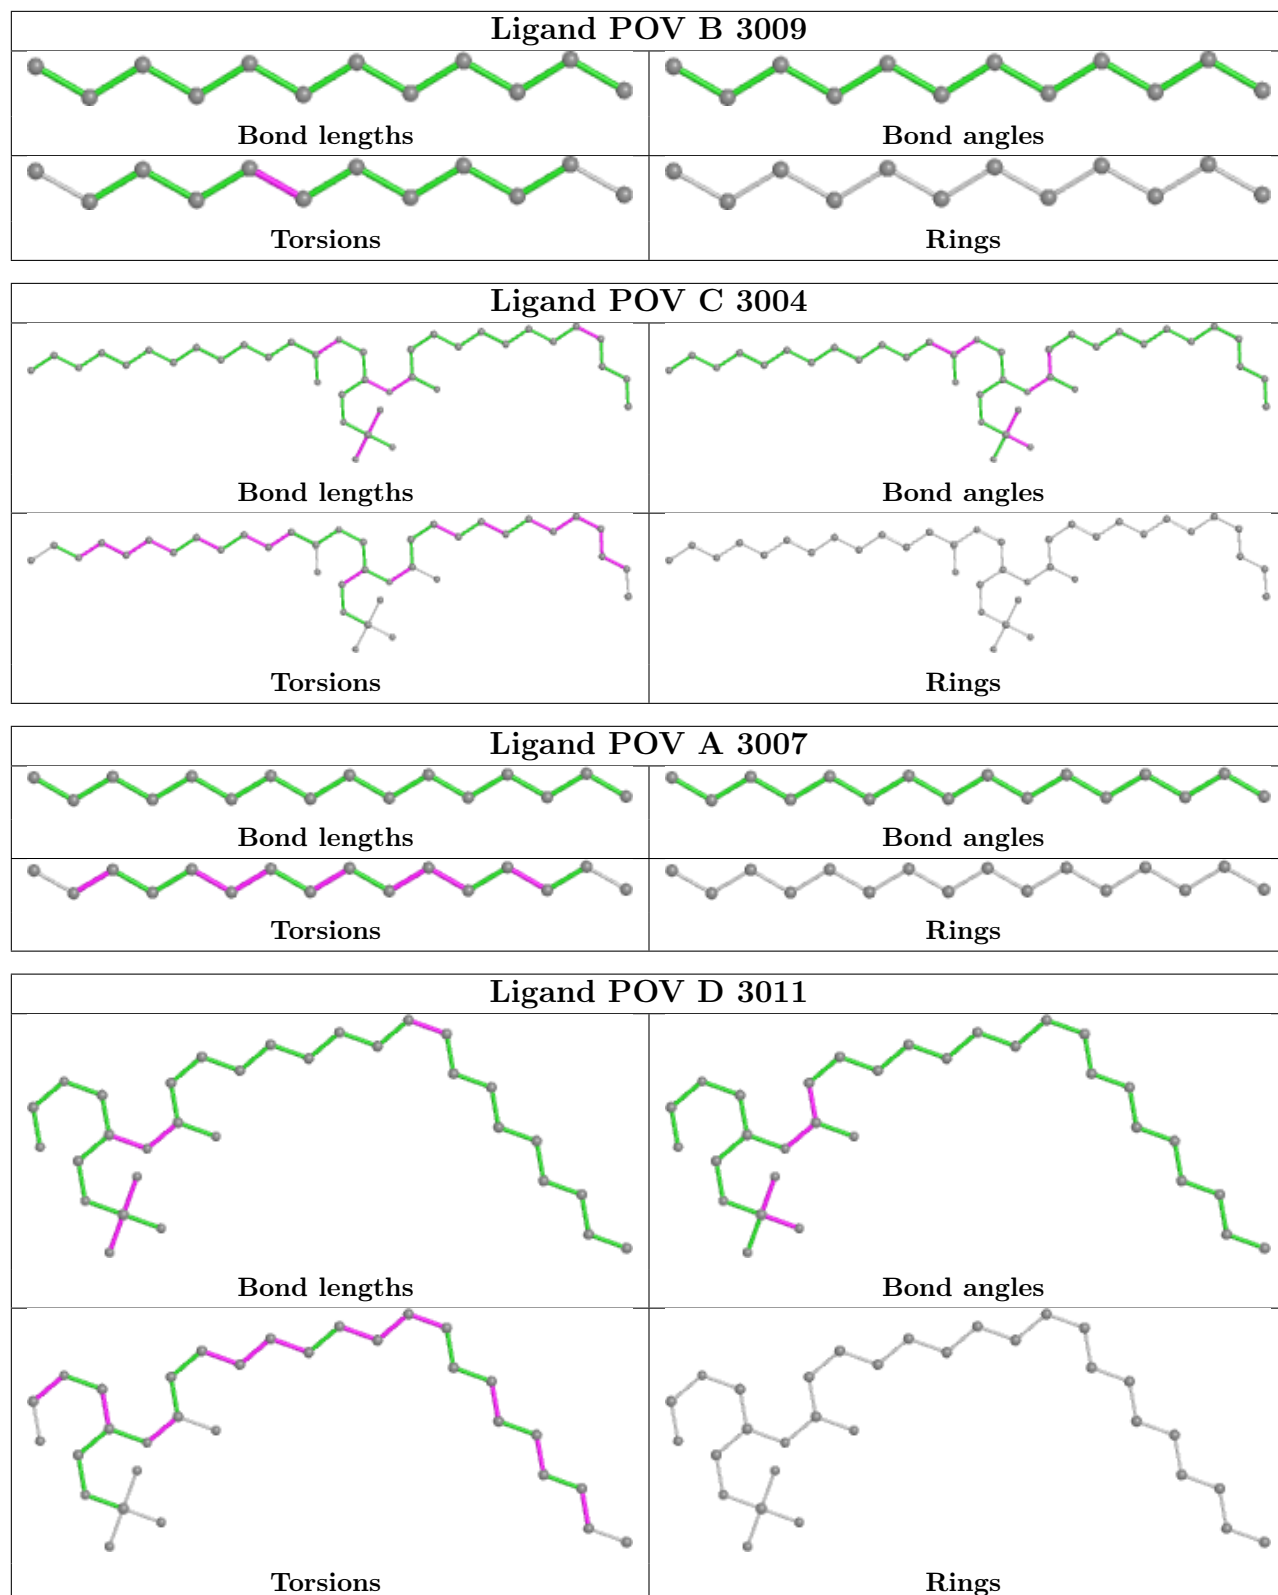 Ligand POV B 3009
Bond lengths Bond angles
Torsions Rings
Ligand POV C 3004
Bond lengths Bond angles
Torsions Rings
Ligand POV A 3007
Bond lengths Bond angles
Torsions Rings
Ligand POV D 3011
Bond lengths Bond angles
Torsions Rings